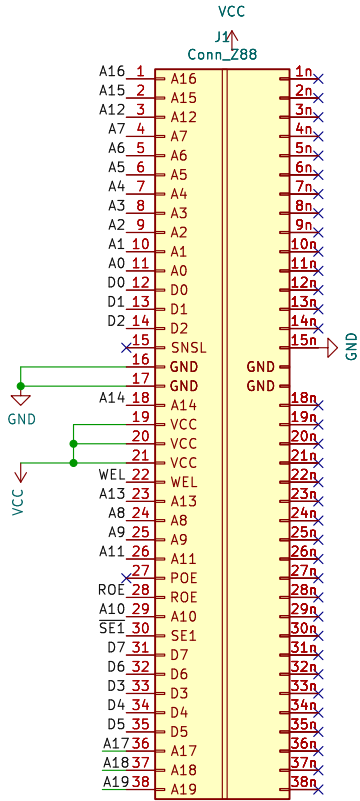 VCC
J1
Conn_Z88
A16 1 A16 1n
A15 2 A15 2n
A12 3 A12 3n
A7 4 A7 4n
A6 5 A6 5n
A5 6 A5 6n
A4 7 A4 7n
A3 8 A3 8n
A2 9 A2 9n
A1 10 A1 10n
A0 11 A0 11n
D0 12 D0 12n
D1 13 D1 13n
D2 14 D2 14n
15 SNSL 15n GND
16 GND GND
17 GND GND
GND
A14 18 A14 18n
19 VCC 19n
20 VCC 20n
21 VCC 21n
VCC
WEL 22 WEL 22n
A13 23 A13 23n
A8 24 A8 24n
A9 25 A9 25n
A11 26 A11 26n
27 POE 27n
ROE 28 ROE 28n
A10 29 A10 29n
SE1 30 SE1 30n
D7 31 D7 31n
D6 32 D6 32n
D3 33 D3 33n
D4 34 D4 34n
D5 35 D5 35n
A17 36 A17 36n
A18 37 A18 37n
A19 38 A19 38n